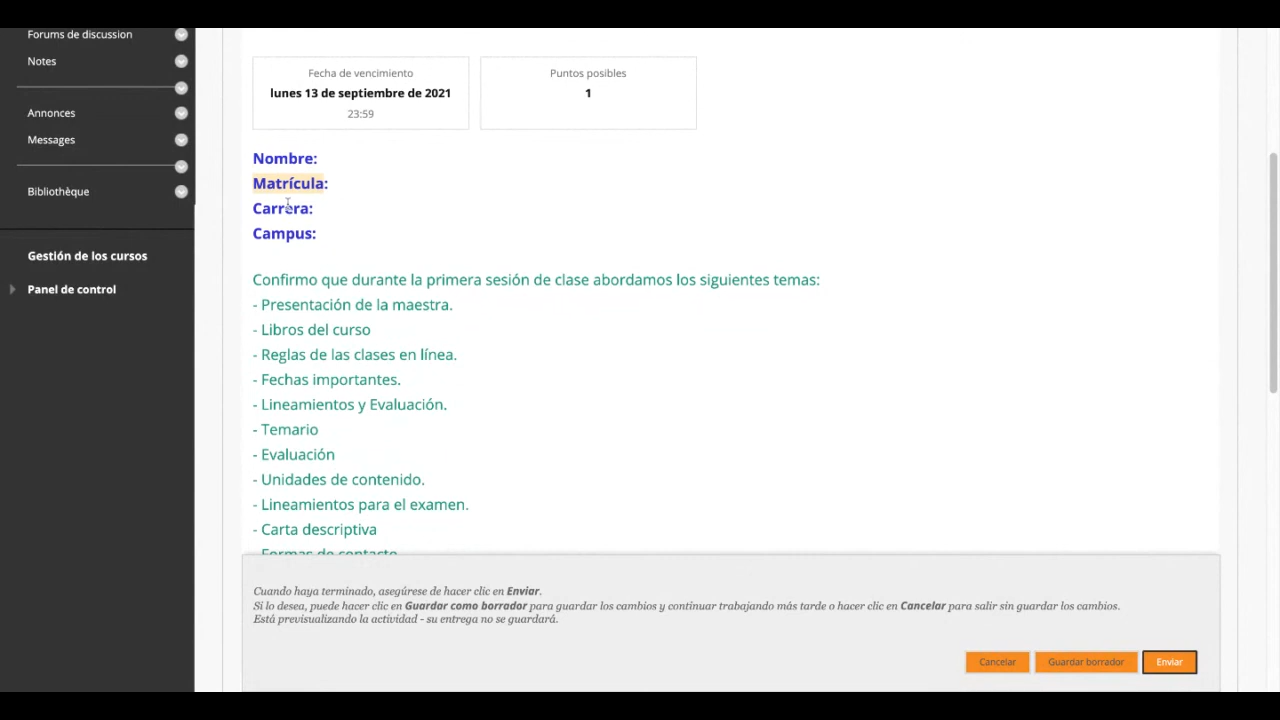 Forums de discussion
Notes
Annonces
Messages
Bibliothèque
Gestión de los cursos
Panel de control
Fecha de vencimiento
lunes 13 de septiembre de 2021
23:59
Puntos posibles
1
Nombre:
Matrícula:
Carrera:
Campus:
Confirmo que durante la primera sesión de clase abordamos los siguientes temas:
- Presentación de la maestra.
- Libros del curso
- Reglas de las clases en línea.
- Fechas importantes.
- Lineamientos y Evaluación.
- Temario
- Evaluación
- Unidades de contenido.
- Lineamientos para el examen.
- Carta descriptiva
- Formas de contacto
Cuando haya terminado, asegúrese de hacer clic en Enviar.
Si lo desea, puede hacer clic en Guardar como borrador para guardar los cambios y continuar trabajando más tarde o hacer clic en Cancelar para salir sin guardar los cambios.
Está previsualizando la actividad - su entrega no se guardará.
Cancelar
Guardar borrador
Enviar